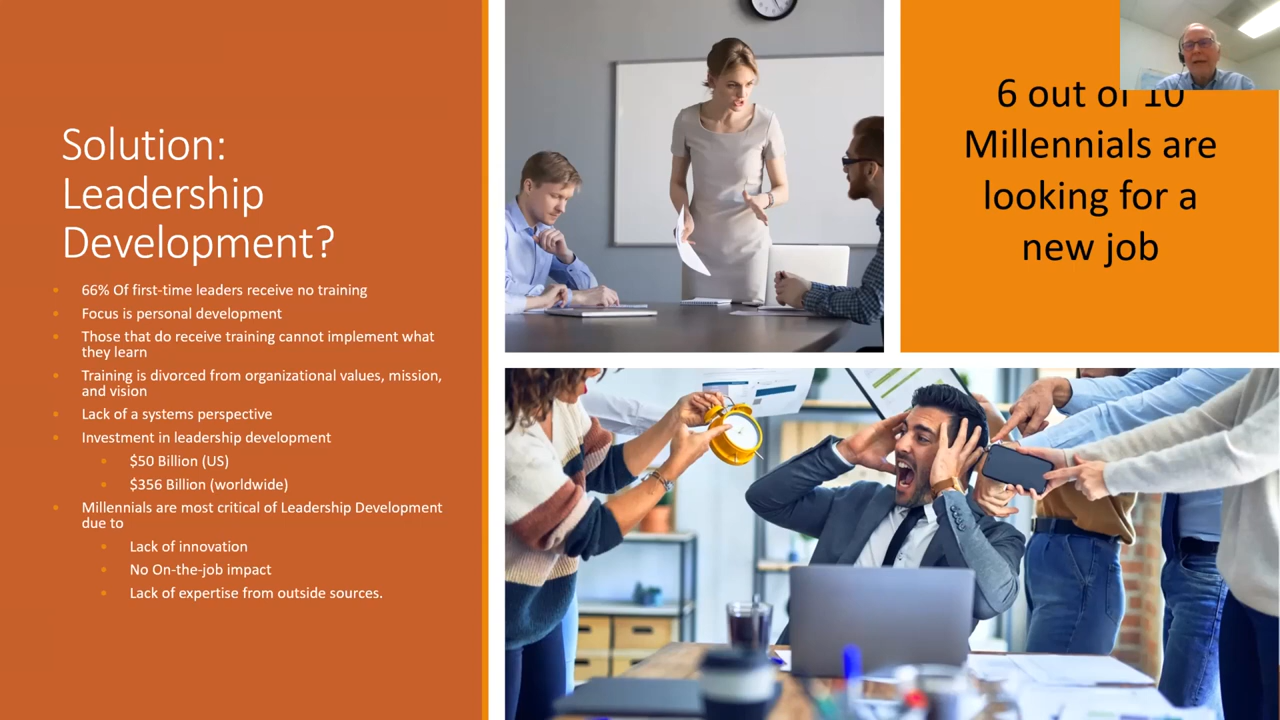 Solution:
Leadership
Development?
66% Of first-time leaders receive no training
Focus is personal development
Those that do receive training cannot implement what
they learn
Training is divorced from organizational values, mission,
and vision
Lack of a systems perspective
Investment in leadership development
$50 Billion (US)
$356 Billion (worldwide)
Millennials are most critical of Leadership Development
due to
Lack of innovation
No On-the-job impact
Lack of expertise from outside sources.
6 out of 10
Millennials are
looking for a
new job